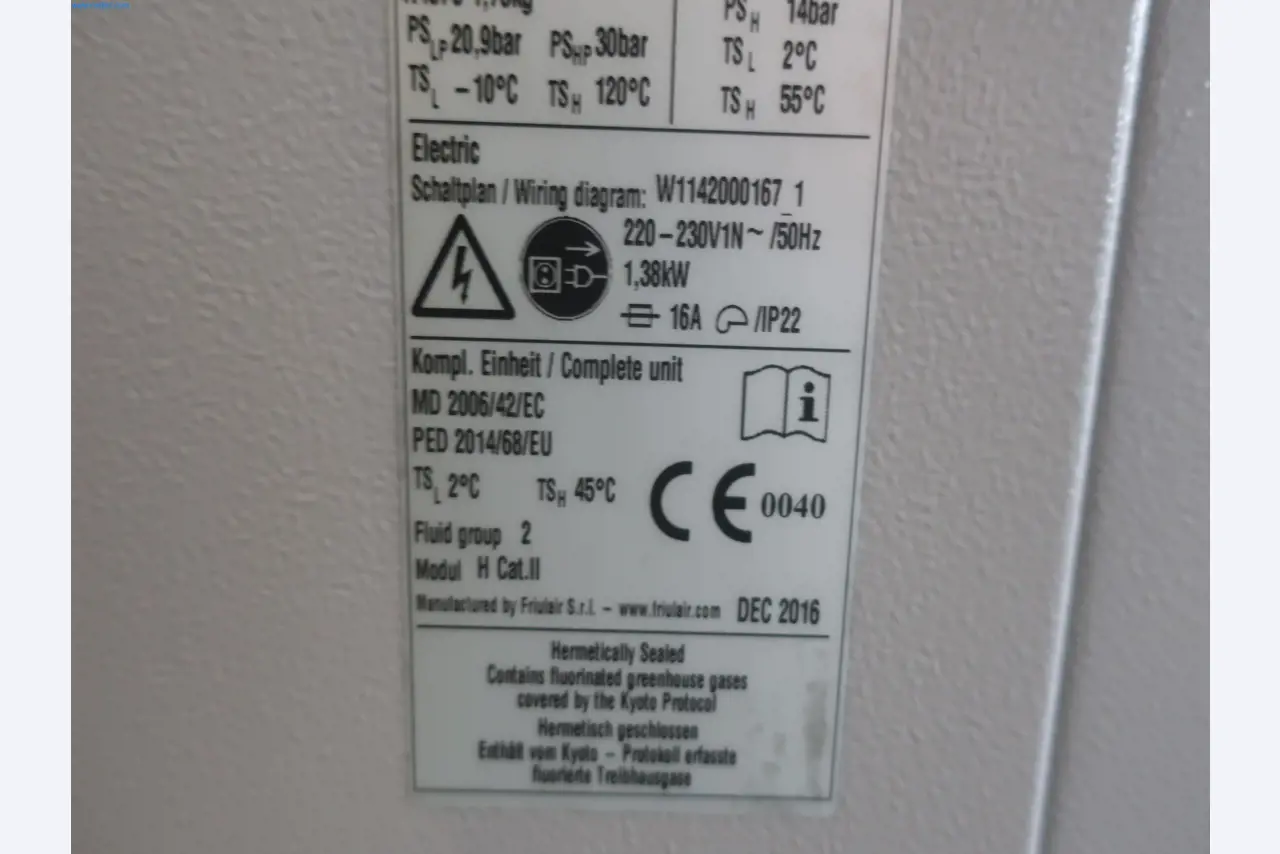 PS LP 20,9bar PS HP 30bar
TS L -10°C TS H 120°C
PS H 14bar
TS L 2°C
TS H 55°C
Electric
Schaltplan / Wiring diagram: W1142000167_1
220-230V1N~ /50Hz
1,38kW
16A /IP22
Kompl. Einheit / Complete unit
MD 2006/42/EC
i
PED 2014/68/EU
TS L 2°C TS H 45°C
CE 0040
Fluid group 2
Modul H Cat.II
Manufactured by Friulair S.r.l. - www.friulair.com DEC 2016
Hermetically Sealed
Contains fluorinated greenhouse gases
covered by the Kyoto Protocol
Hermetisch geschlossen
Enthält vom Kyoto - Protokoll erfasste
fluorierte Treibhausgase